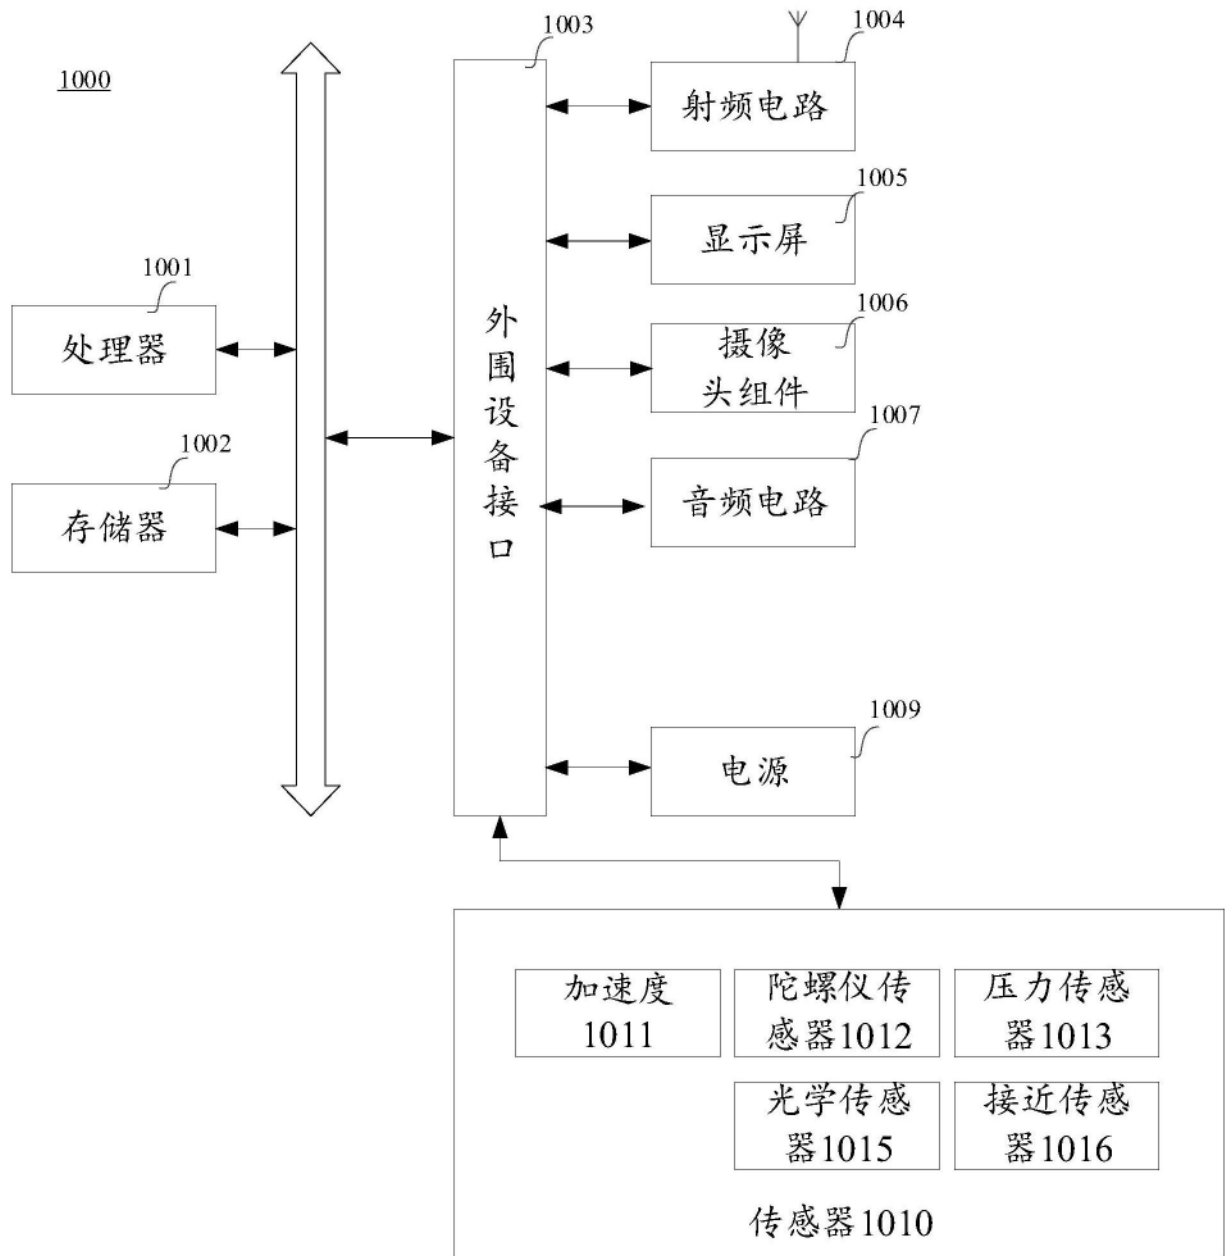 1000
1003
1004
射频电路
1005
显示屏
1001
处理器
1006
摄像
头组件
外
围
设
备
接
口
1002
存储器
1007
音频电路
1009
电源
加速度
1011
陀螺仪传
感器1012
压力传感
器1013
光学传感
器1015
接近传感
器1016
传感器1010